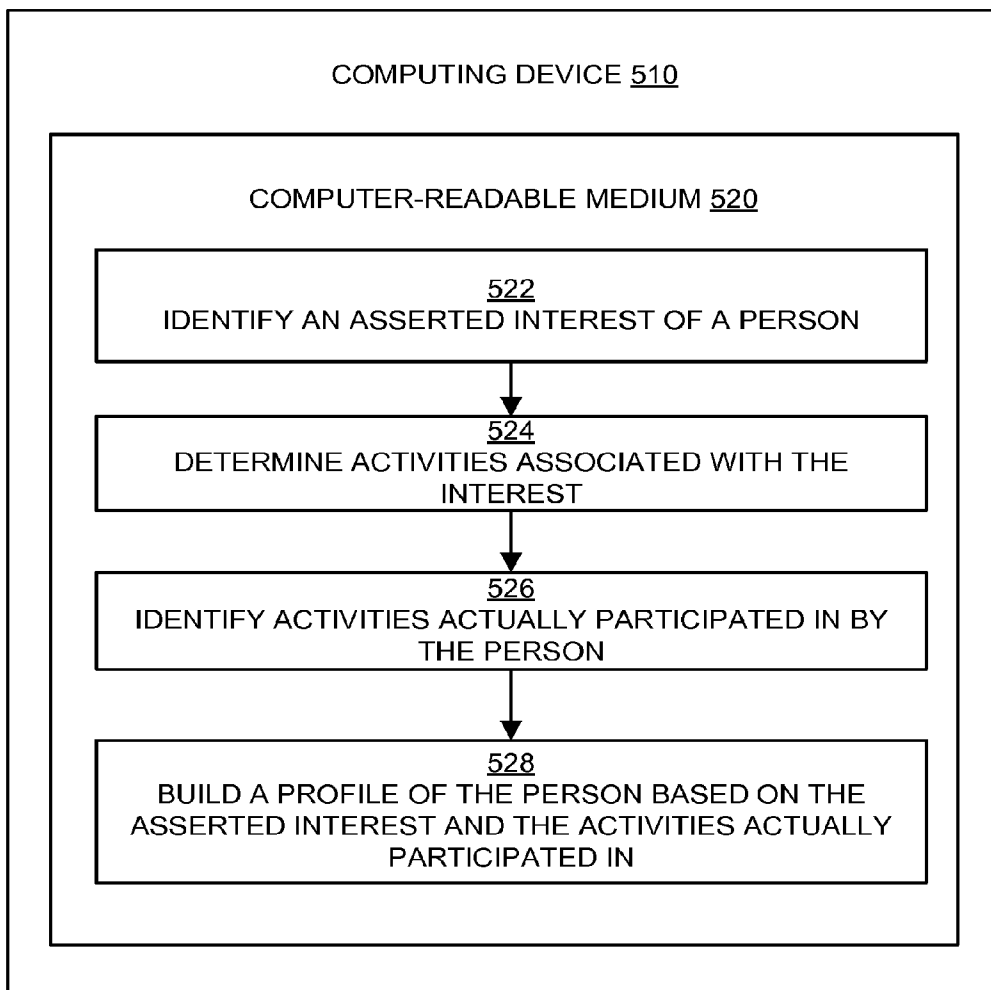 COMPUTING DEVICE 510
COMPUTER-READABLE MEDIUM 520
522
IDENTIFY AN ASSERTED INTEREST OF A PERSON
524
DETERMINE ACTIVITIES ASSOCIATED WITH THE
INTEREST
526
IDENTIFY ACTIVITIES ACTUALLY PARTICIPATED IN BY
THE PERSON
528
BUILD A PROFILE OF THE PERSON BASED ON THE
ASSERTED INTEREST AND THE ACTIVITIES ACTUALLY
PARTICIPATED IN